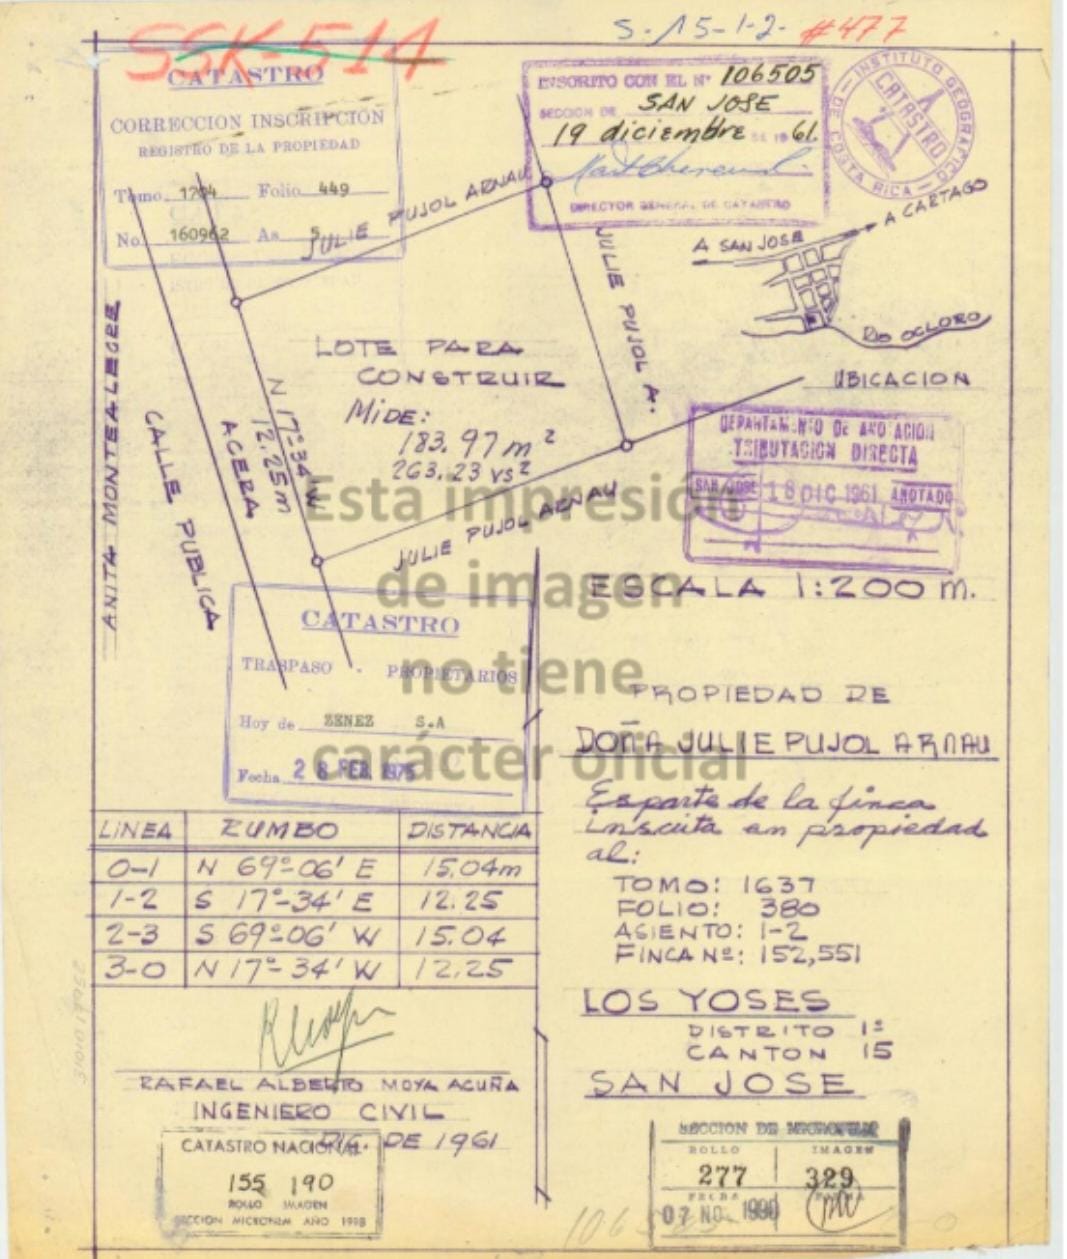 S-15-1-2- #477
SSK-514
CATASTRO
CORRECCION INSCRIPCIÓN
REGISTRO DE LA PROPIEDAD
Tomo 1704 Folio 449
No. 160962 As 5
INSCRITO CON EL Nº 106505
SECCION DE SAN JOSE
19 diciembre DE 1961.
DIRECTOR GENERAL DE CATASTRO
INSTITUTO GEOGRAFICO
DE COSTA RICA
CATASTRO
JULIE PUJOL ARNAU
JULIE PUJOL A.
A SAN JOSE
A CARTAGO
RIO OCLORO
UBICACION
LOTE PARA
CONSTRUIR
MIDE:
183.97 m²
263.23 vs²
N 17º-34' W
12.25m
ACERA
CALLE PUBLICA
ANITA MONTEALEGRE
JULIE PUJOL ARNAU
DEPARTAMENTO DE ANOTACION
TRIBUTACION DIRECTA
SAN JOSE 18 DIC 1961 ANOTADO
Esta impresión
de imagen
no tiene
carácter oficial
ESCALA 1:200 m.
CATASTRO
TRASPASO - PROPIETARIOS
Hoy de ZENEZ S.A
Fecha 28 FEB. 1975
PROPIEDAD DE
DOÑA JULIE PUJOL ARNAU
Es parte de la finca
inscrita en propiedad
al:
TOMO: 1637
FOLIO: 380
ASIENTO: 1-2
FINCA Nº: 152,551
LINEA RUMBO DISTANCIA
0-1 N 69º-06' E 15.04m
1-2 S 17º-34' E 12.25
2-3 S 69º-06' W 15.04
3-0 N 17º-34' W 12.25
LOS YOSES
DISTRITO 1º
CANTON 15
SAN JOSE
RAFAEL ALBERTO MOYA ACUÑA
INGENIERO CIVIL
DIC. DE 1961
CATASTRO NACIONAL
155 190
ROLLO IMAGEN
SECCION MICROFILM AÑO 1998
SECCION DE MICROFILM
ROLLO IMAGEN
277 329
FECHA FIRMA
07 NO. 1990